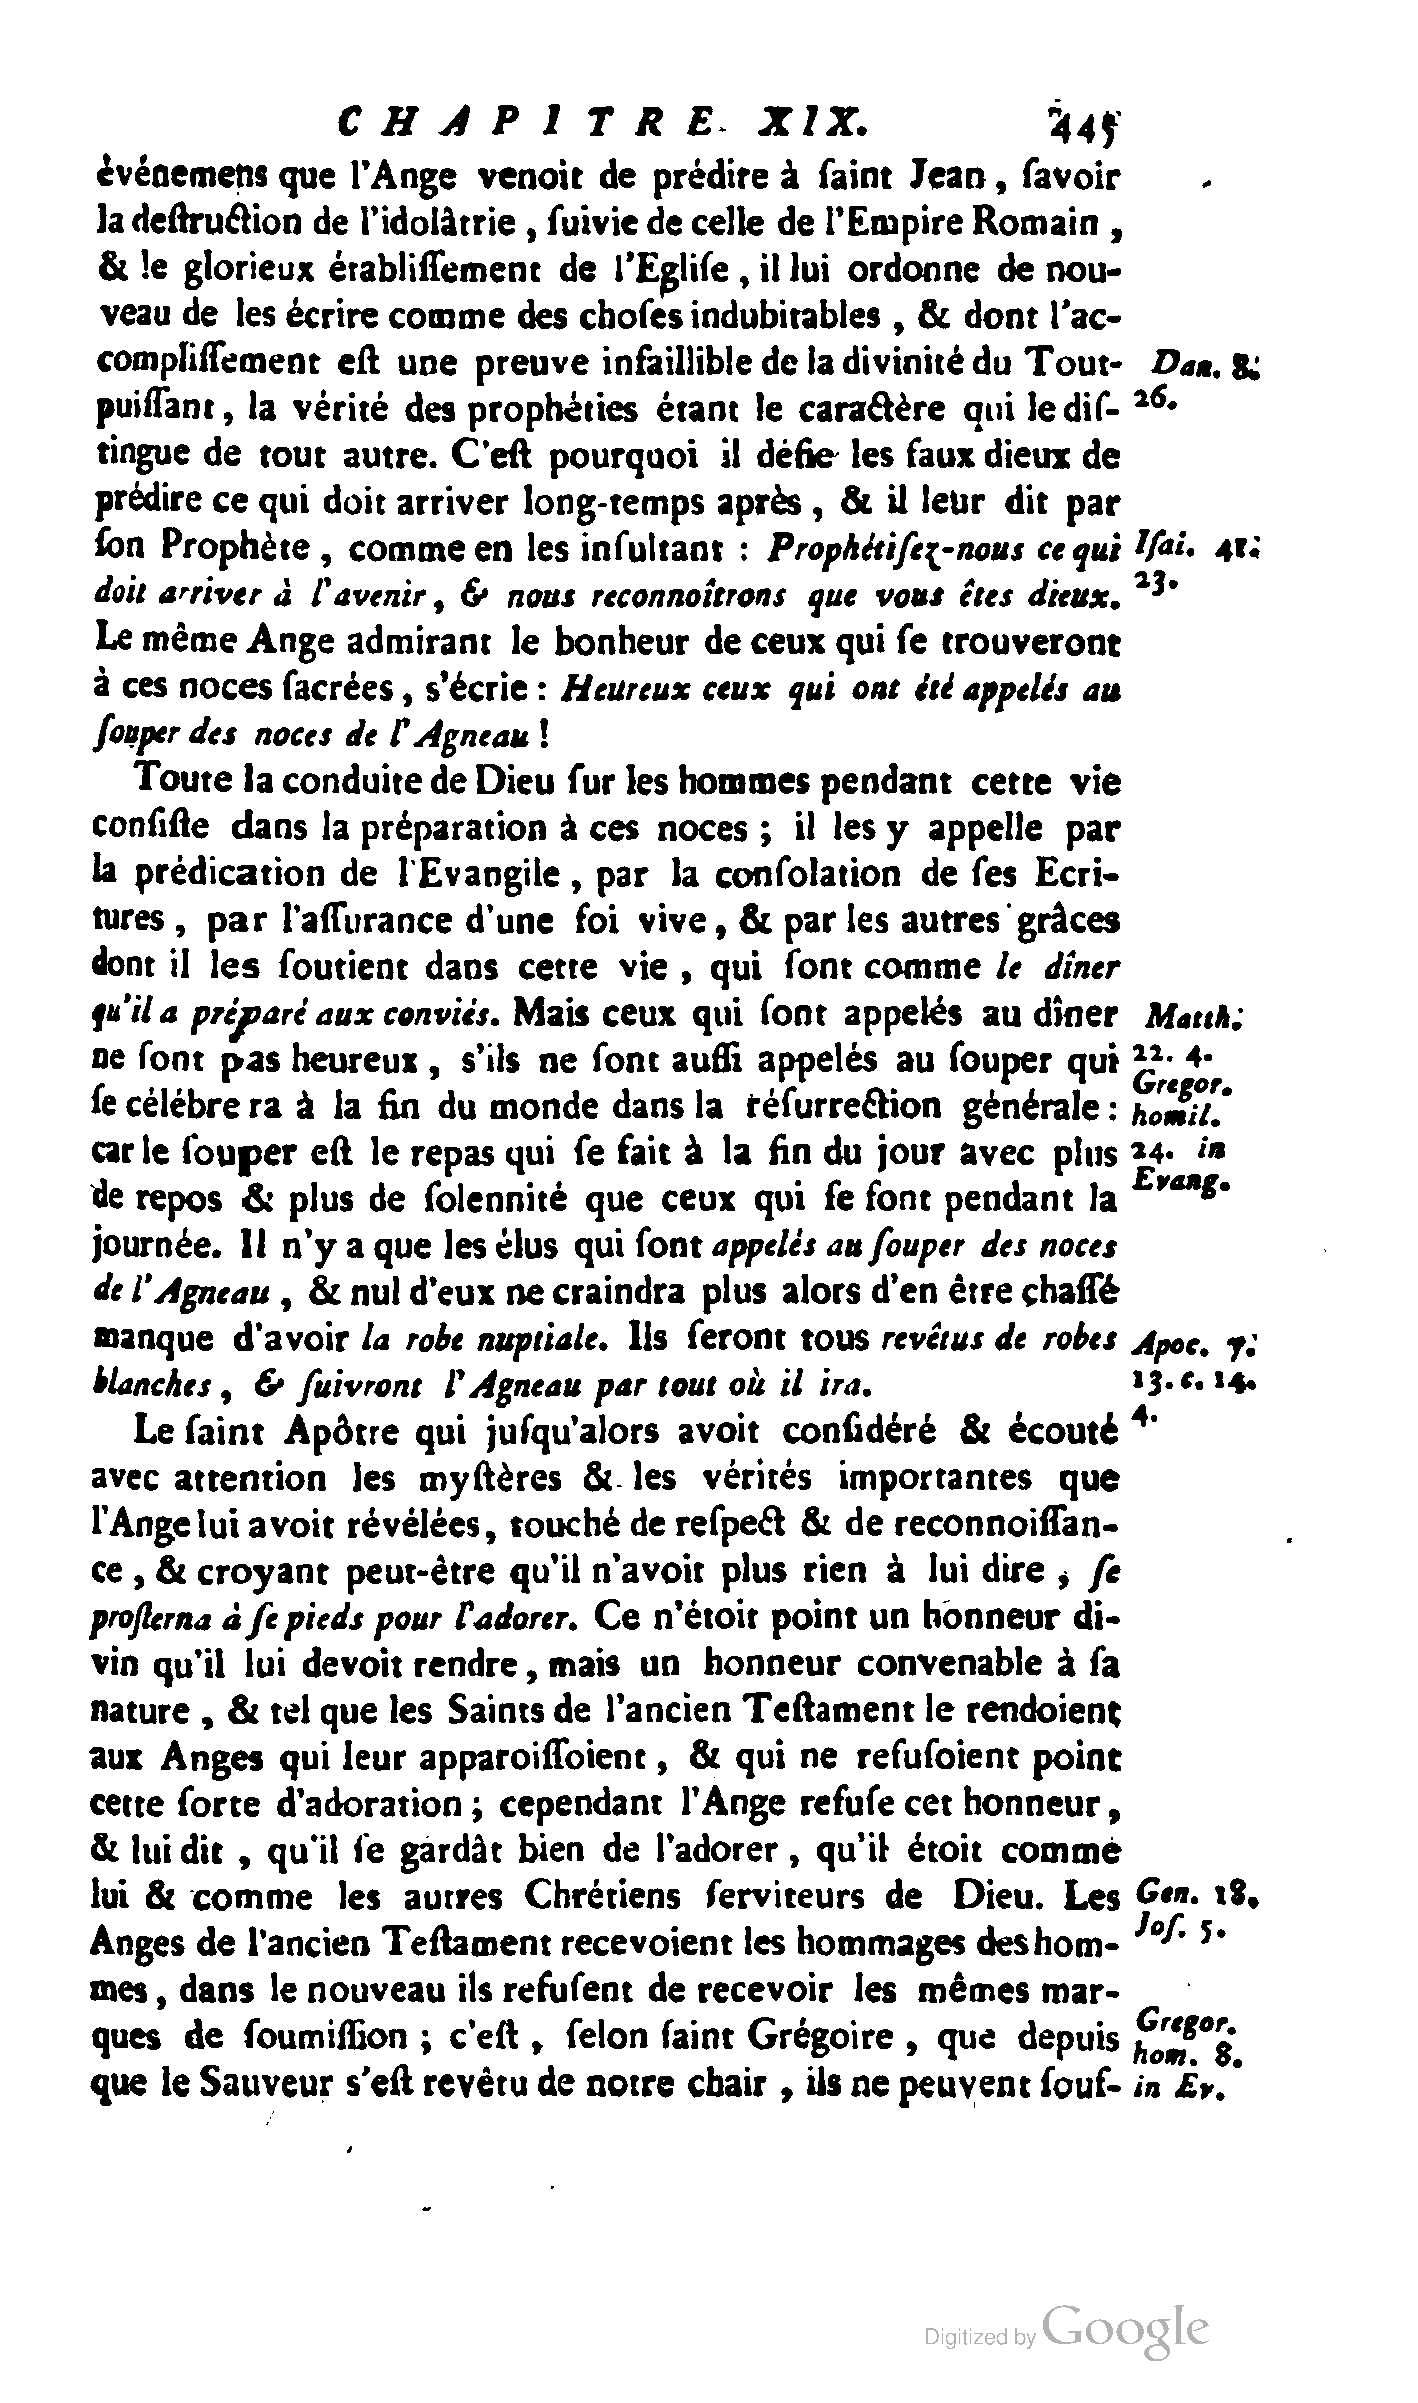 CHAPITRE XIX. 445
événemens que l'Ange venoit de prédire à ſaint Jean, ſavoir
la deſtruction de l'idolâtrie, ſuivie de celle de l'Empire Romain,
& le glorieux établiſſement de l'Egliſe, il lui ordonne de nou-
veau de les écrire comme des choſes indubitables, & dont l'ac-
compliſſement eſt une preuve infaillible de la divinité du Tout- Dan. 8.
puiſſant, la vérité des prophéties étant le caractère qui le diſ- 26.
tingue de tout autre. C'eſt pourquoi il défie les faux dieux de
prédire ce qui doit arriver long-temps après, & il leur dit par
ſon Prophète, comme en les inſultant : Prophétiſez-nous ce qui Iſai. 41.
doit arriver à l'avenir, & nous reconnoîtrons que vous êtes dieux. 23.
Le même Ange admirant le bonheur de ceux qui ſe trouveront
à ces noces ſacrées, s'écrie : Heureux ceux qui ont été appelés au
ſouper des noces de l'Agneau !
Toute la conduite de Dieu ſur les hommes pendant cette vie
conſiſte dans la préparation à ces noces ; il les y appelle par
la prédication de l'Evangile, par la conſolation de ſes Ecri-
tures, par l'aſſurance d'une foi vive, & par les autres grâces
dont il les ſoutient dans cette vie, qui ſont comme le dîner
qu'il a préparé aux conviés. Mais ceux qui ſont appelés au dîner Matth.
ne ſont pas heureux, s'ils ne ſont auſſi appelés au ſouper qui 22. 4.
Gregor.
ſe célébrera à la fin du monde dans la réſurrection générale : homil.
car le ſouper eſt le repas qui ſe fait à la fin du jour avec plus 24. in
de repos & plus de ſolennité que ceux qui ſe font pendant la Evang.
journée. Il n'y a que les élus qui ſont appelés au ſouper des noces
de l'Agneau, & nul d'eux ne craindra plus alors d'en être chaſſé
manque d'avoir la robe nuptiale. Ils ſeront tous revêtus de robes Apoc. 7.
blanches, & ſuivront l'Agneau par tout où il ira. 13. c. 14.
Le ſaint Apôtre qui juſqu'alors avoit conſidéré & écouté 4.
avec attention les myſtères & les vérités importantes que
l'Ange lui avoit révélées, touché de reſpect & de reconnoiſſan-
ce, & croyant peut-être qu'il n'avoit plus rien à lui dire, ſe
proſterna à ſe pieds pour l'adorer. Ce n'étoit point un honneur di-
vin qu'il lui devoit rendre, mais un honneur convenable à ſa
nature, & tel que les Saints de l'ancien Teſtament le rendoient
aux Anges qui leur apparoiſſoient, & qui ne refuſoient point
cette ſorte d'adoration ; cependant l'Ange refuſe cet honneur,
& lui dit, qu'il ſe gardât bien de l'adorer, qu'il étoit comme
lui & comme les autres Chrétiens ſerviteurs de Dieu. Les Gen. 18.
Anges de l'ancien Teſtament recevoient les hommages des hom- Joſ. 5.
mes, dans le nouveau ils refuſent de recevoir les mêmes mar-
ques de ſoumiſſion ; c'eſt, ſelon ſaint Grégoire, que depuis Gregor.
hom. 8.
que le Sauveur s'eſt revêtu de notre chair, ils ne peuvent ſouf- in Ev.
Digitized by Google